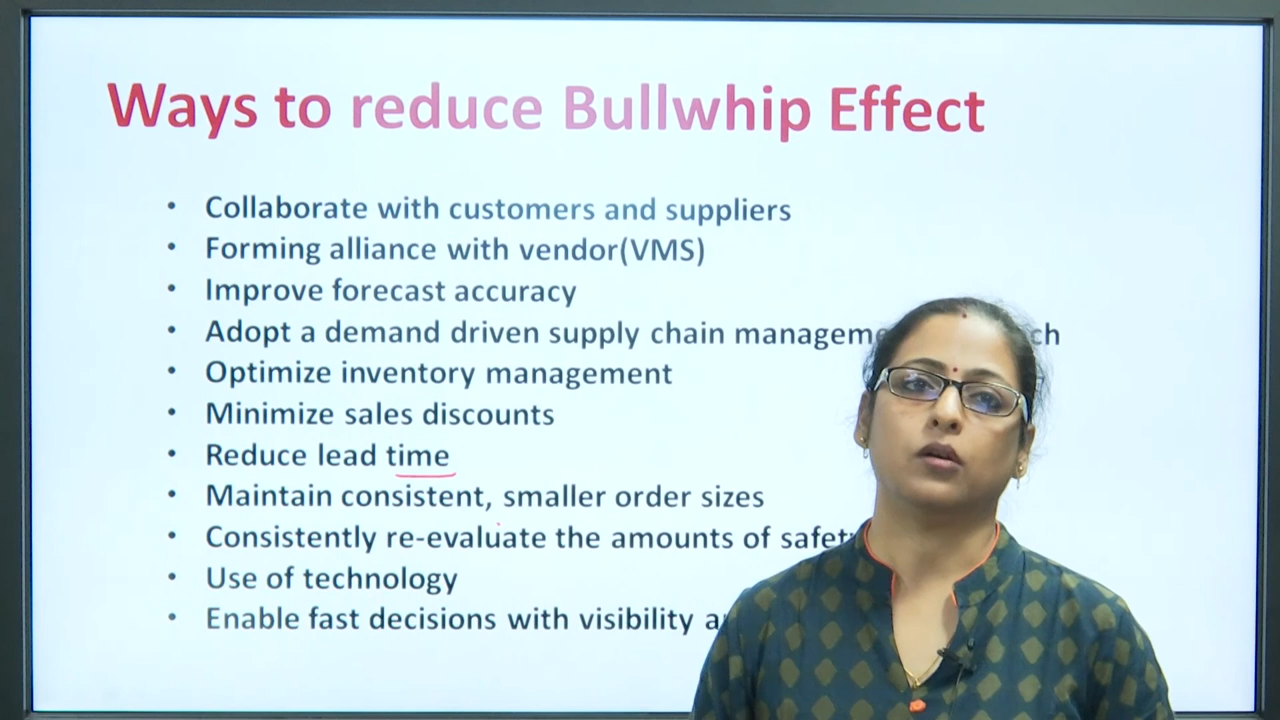 Ways to reduce Bullwhip Effect
• Collaborate with customers and suppliers
• Forming alliance with vendor(VMS)
• Improve forecast accuracy
• Adopt a demand driven supply chain
• Optimize inventory management
• Minimize sales discounts
• Reduce lead time
• Maintain consistent, smaller order sizes
• Consistently re-evaluate the amounts of
• Use of technology
• Enable fast decisions with visibility